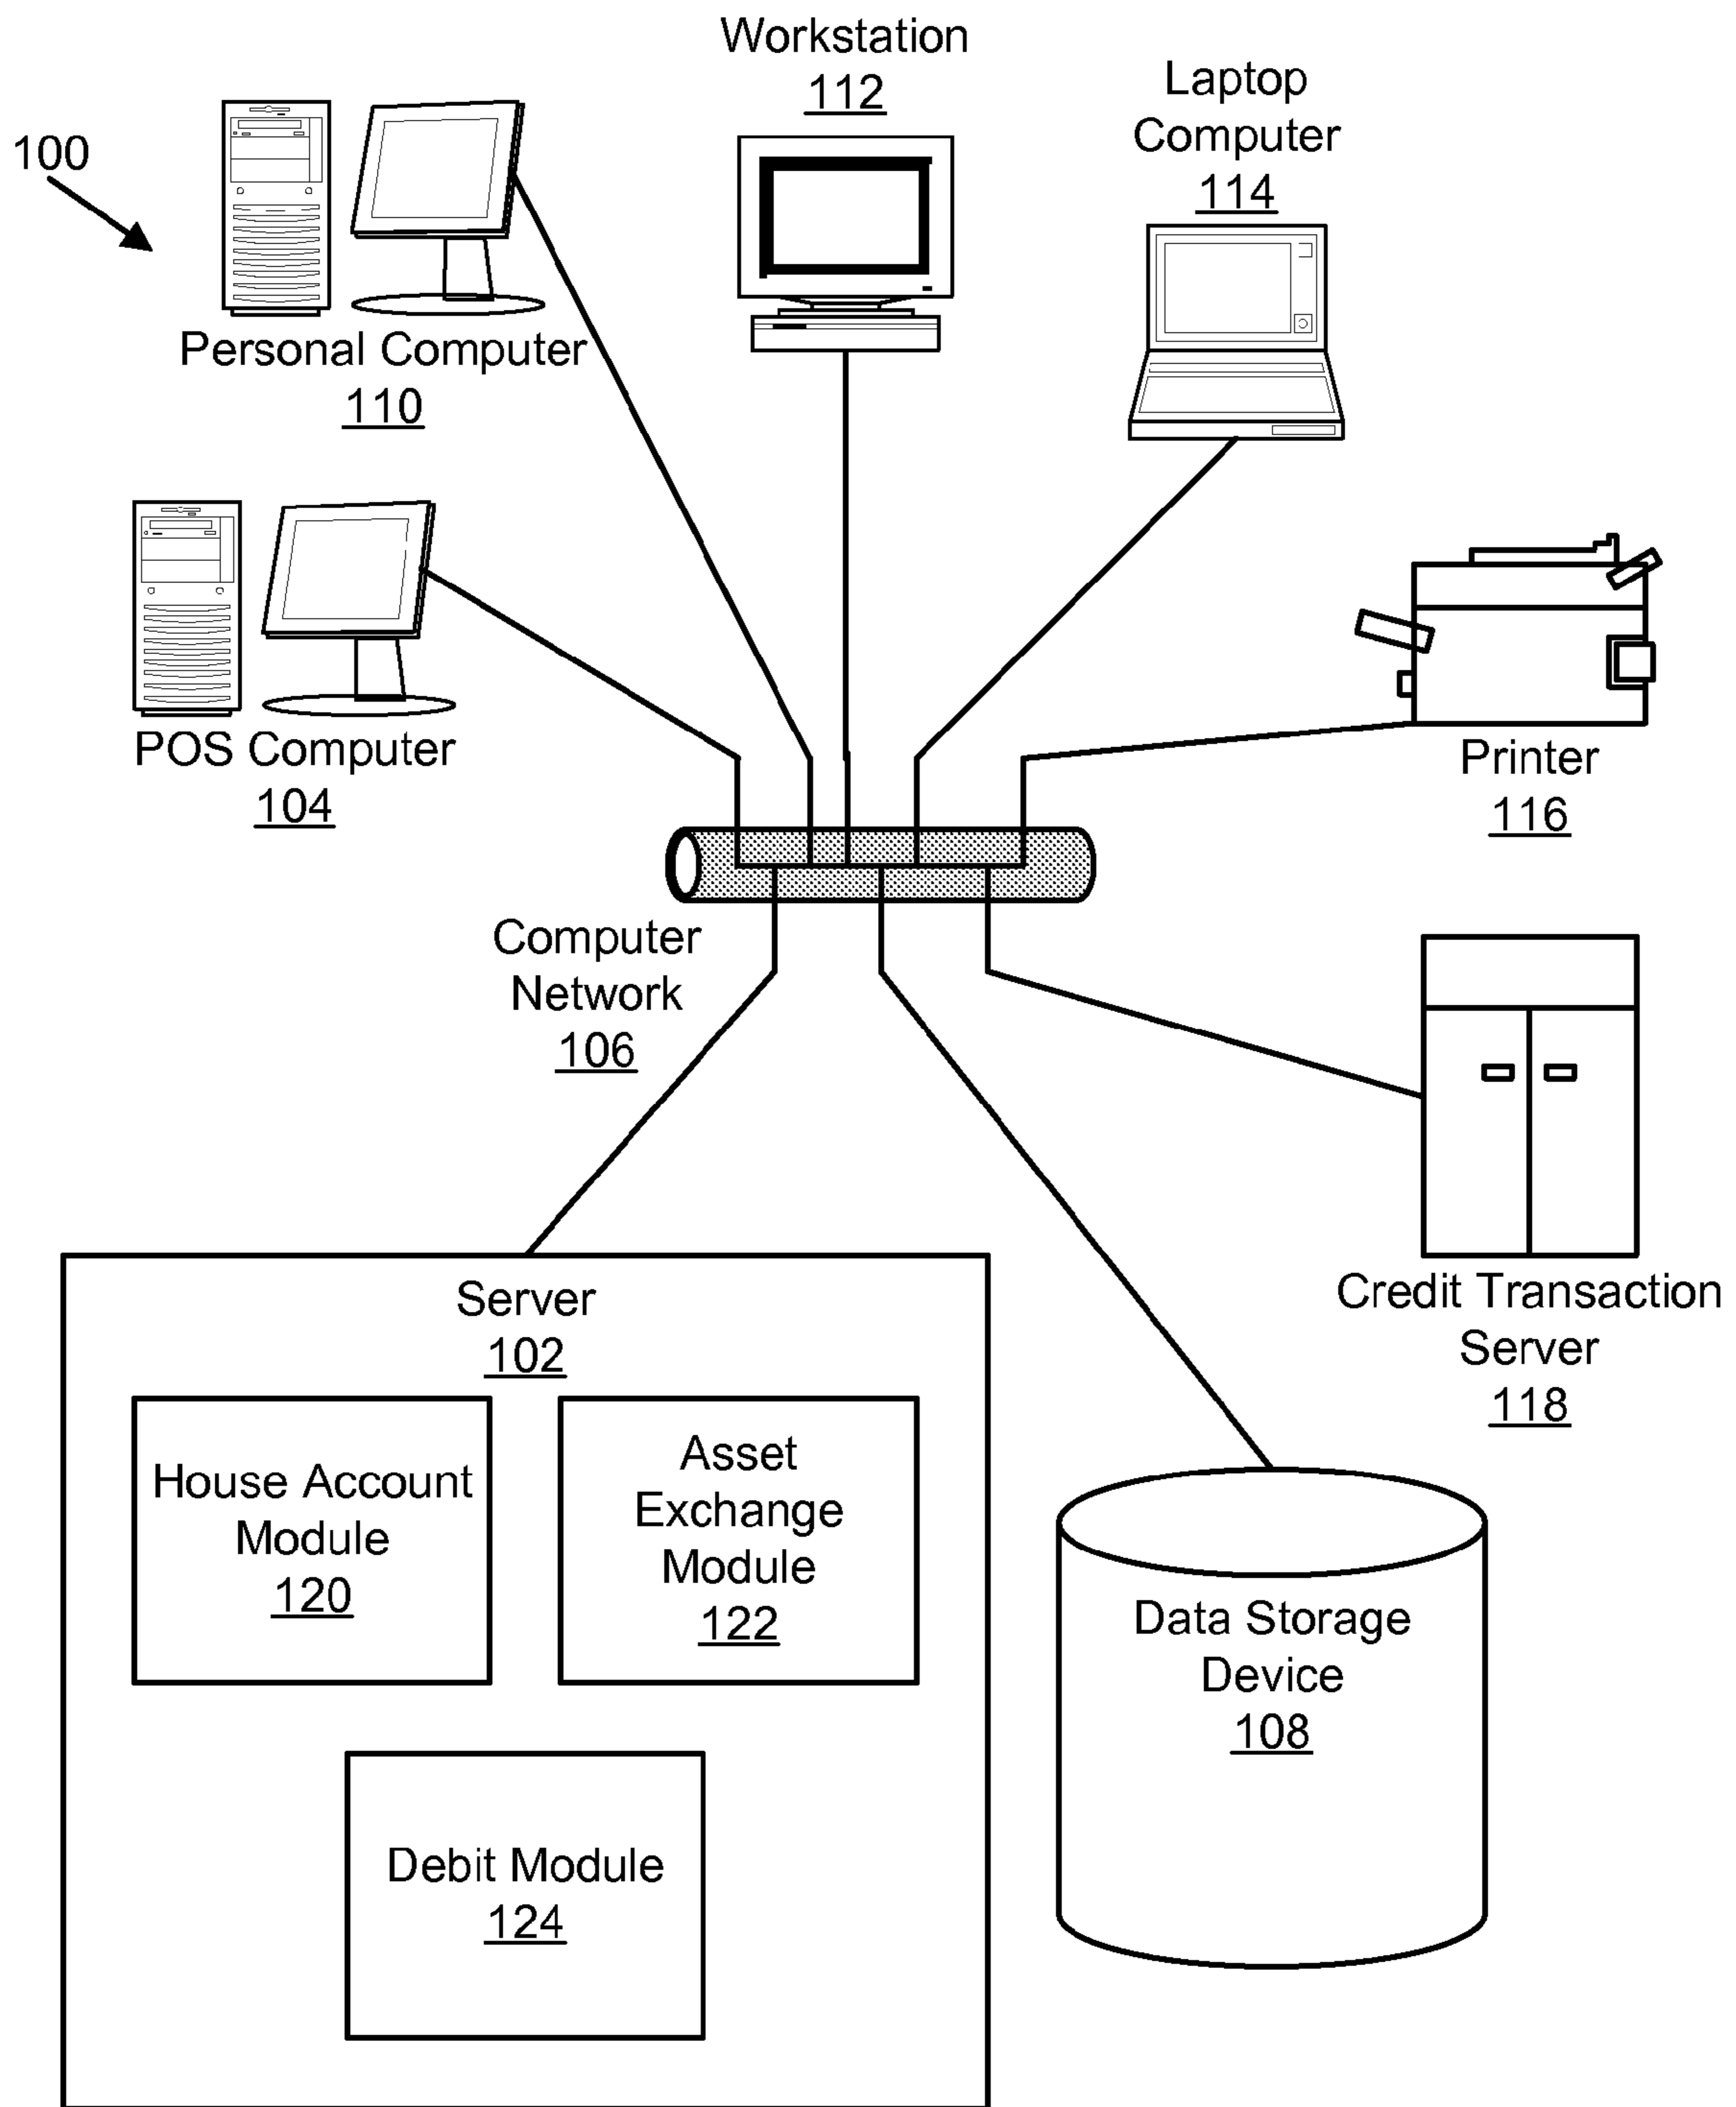 Workstation
112
Laptop
Computer
114
100
Personal Computer
110
POS Computer
104
Printer
116
Computer
Network
106
Credit Transaction
Server
118
Server
102
House Account
Module
120
Asset
Exchange
Module
122
Debit Module
124
Data Storage
Device
108